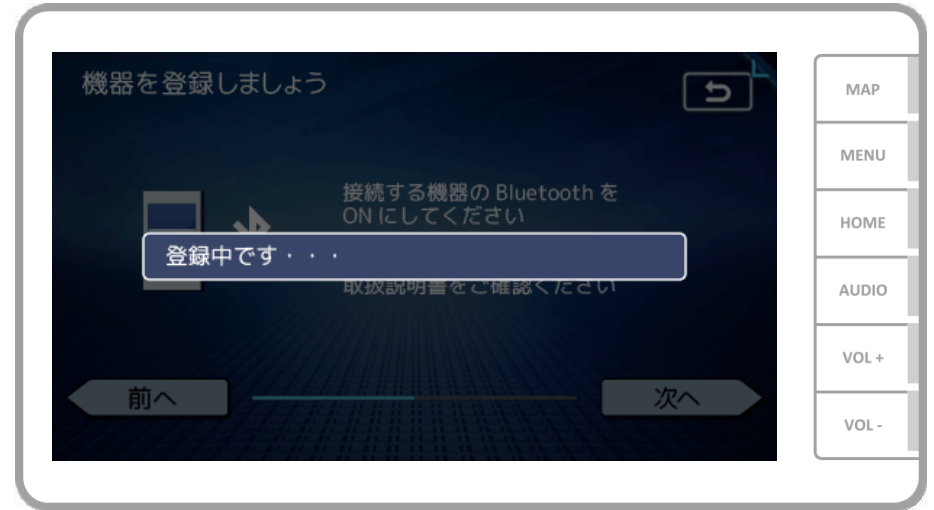 機器を登録しましょう
接続する機器の Bluetooth を
ON にしてください
登録中です・・・
取扱説明書をご確認ください
前へ
次へ
MAP
MENU
HOME
AUDIO
VOL +
VOL -